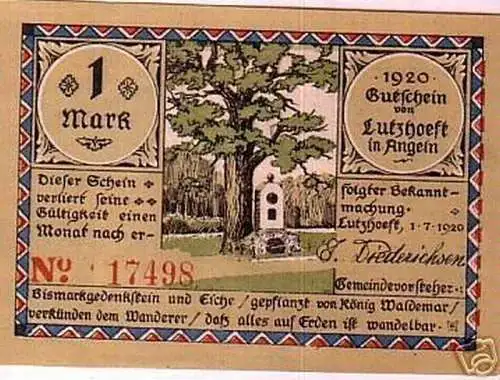 1
Mark
Dieser Schein
verliert seine
Gültigkeit einen
Monat nach er-
· 1920 ·
Gutschein
von
Lutzhoeft
in Angeln
folgter Bekannt-
machung·
Lutzhoeft, 1·7·1920
J. Diederichsen
Gemeindevorsteher·:
Nº 17498
Bismarckgedenkstein und Eiche / gepflanzt von König Waldemar /
verkünden dem Wanderer / daß alles auf Erden ist wandelbar·